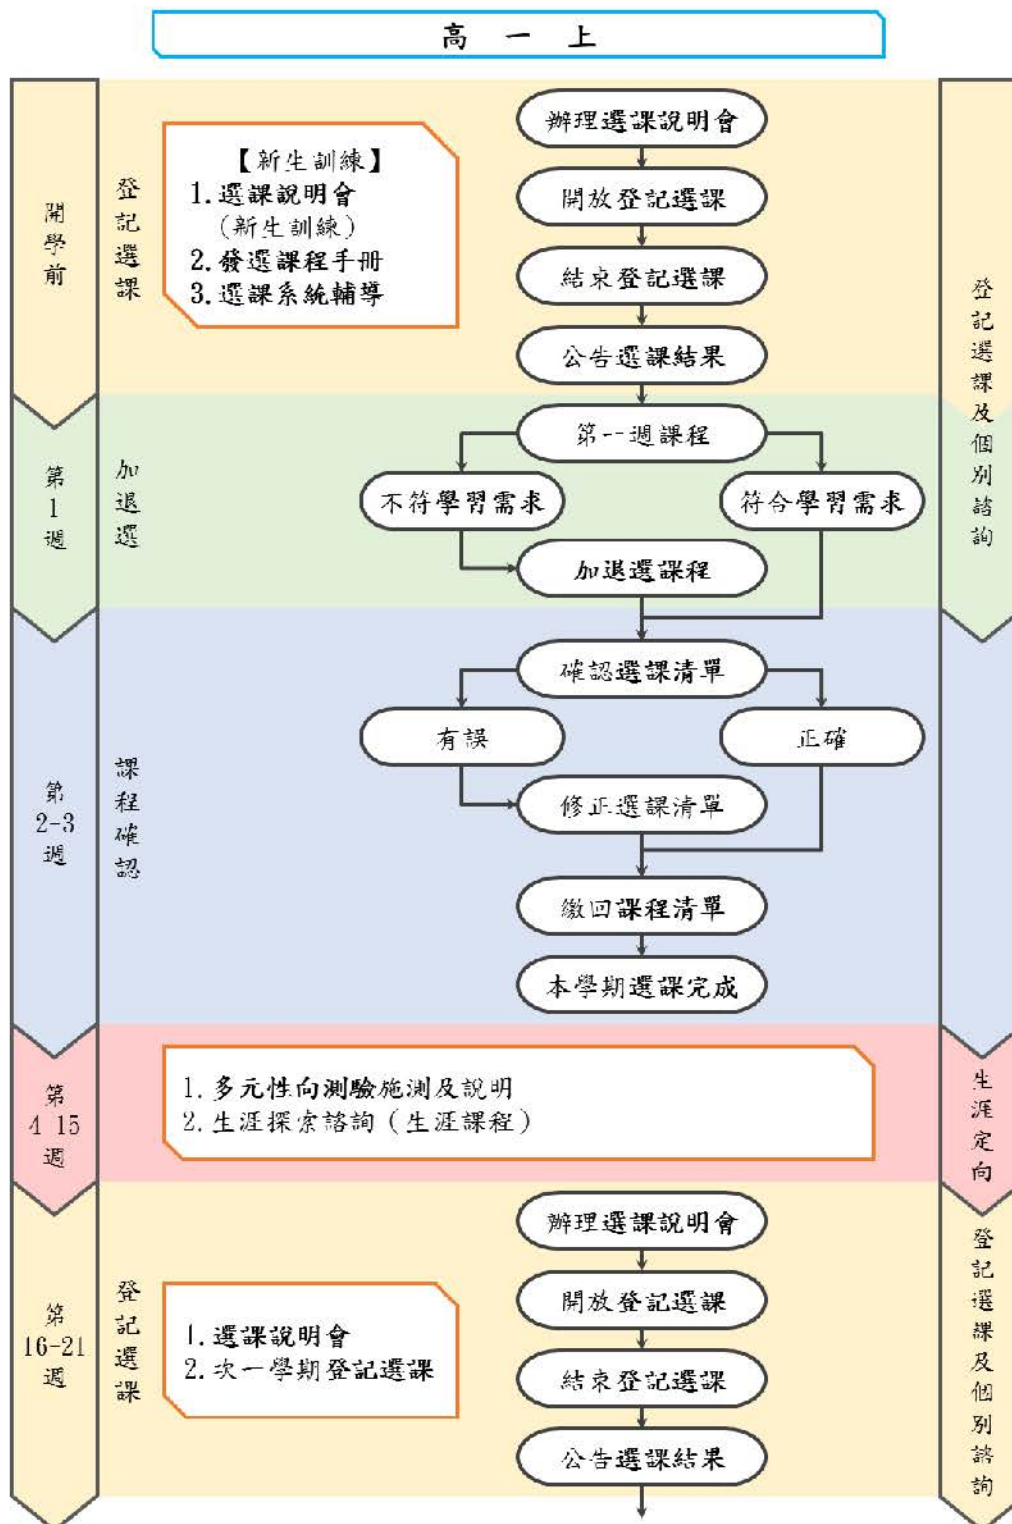 高一上
開學前
登記選課
【新生訓練】
1.選課說明會
(新生訓練)
2.發選課程手冊
3.選課系統輔導
辦理選課說明會
開放登記選課
結束登記選課
公告選課結果
登記選課及個別諮詢
第
1
週
加退選
第一週課程
不符學習需求
符合學習需求
加退選課程
第
2-3
週
課程確認
確認選課清單
有誤
正確
修正選課清單
繳回課程清單
本學期選課完成
第
4 15
週
1.多元性向測驗施測及說明
2.生涯探索諮詢(生涯課程)
生涯定向
第
16-21
週
登記選課
1.選課說明會
2.次一學期登記選課
辦理選課說明會
開放登記選課
結束登記選課
公告選課結果
登記選課及個別諮詢